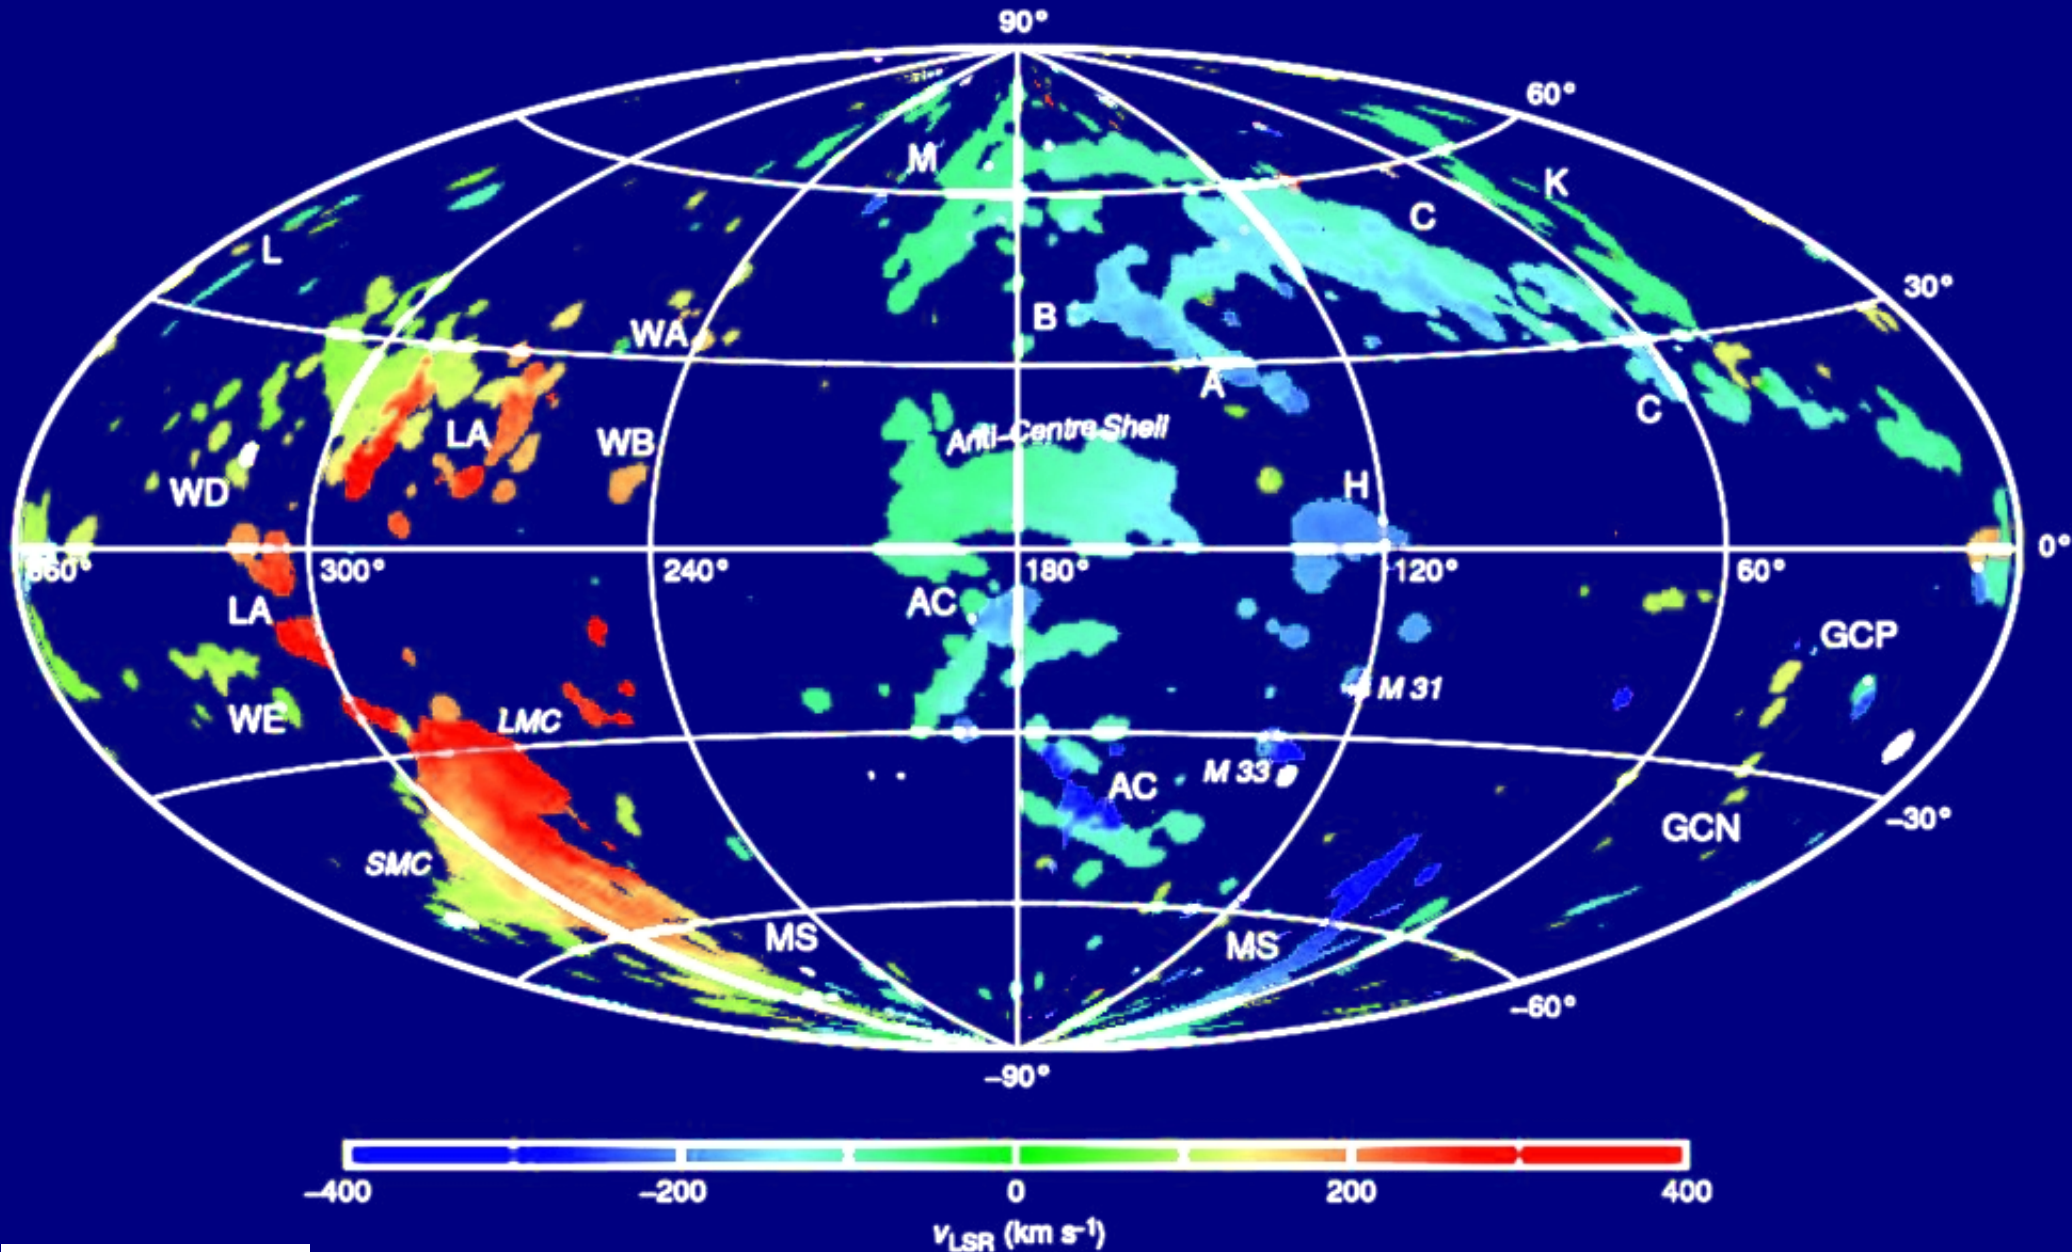 90°
60°
M
K
C
L
30°
B
WA
A
C
Anti-Centre Shell
LA
WB
WD
H
0°
360°
300°
240°
180°
120°
60°
AC
LA
GCP
M 31
WE
LMC
M 33
AC
-30°
GCN
SMC
MS
MS
-60°
-90°
-400
-200
0
200
400
vLSR (km s-1)